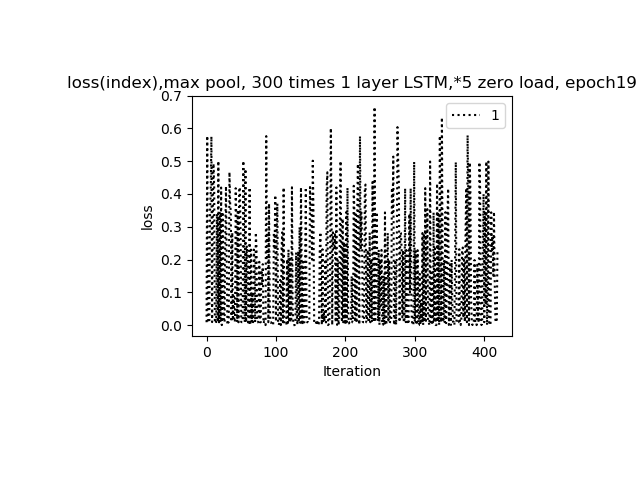 loss(index),max pool, 300 times 1 layer LSTM,*5 zero load, epoch19
0.7
0.6
0.5
0.4
0.3
0.2
0.1
0.0
loss
1
0 100 200 300 400
Iteration